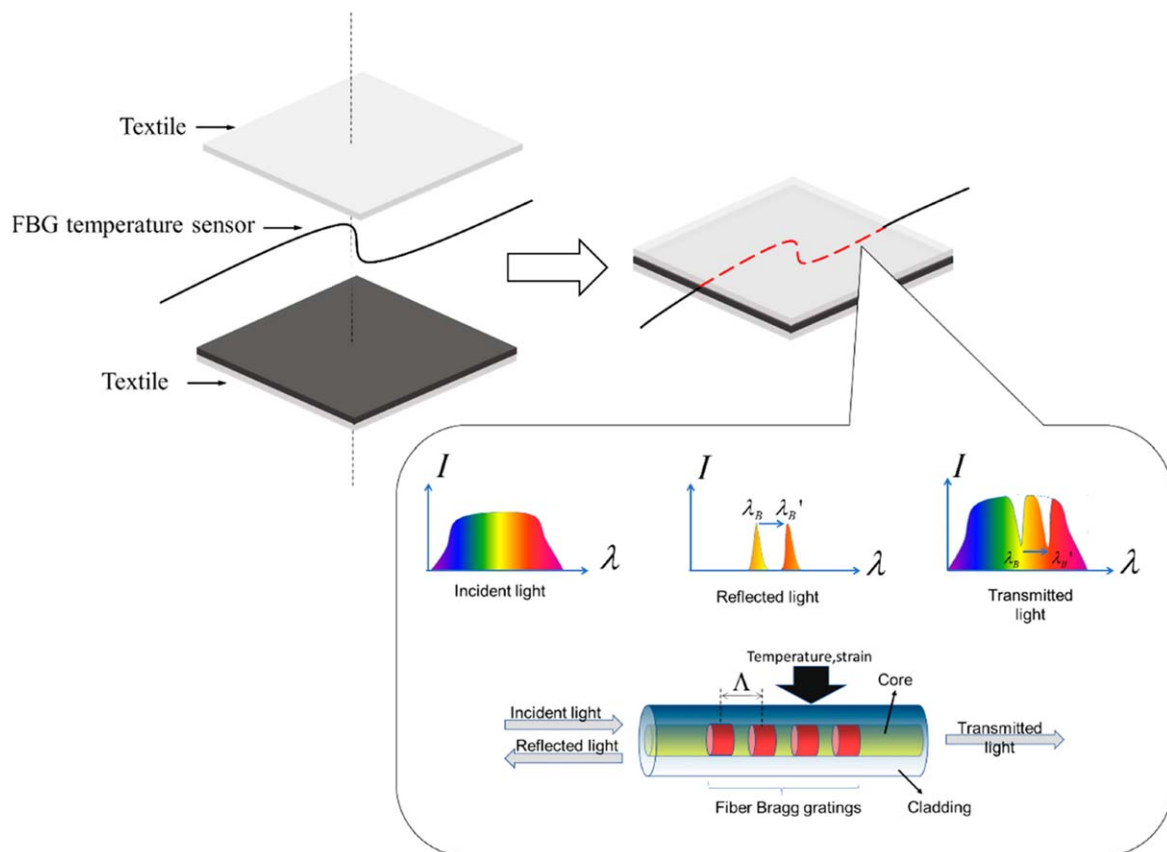 Textile
FBG temperature sensor
Textile
I
λ
Incident light
I
λB
λB'
λ
Reflected light
I
λB
λB'
λ
Transmitted
light
Temperature,strain
Λ
Core
Incident light
Reflected light
Transmitted
light
Fiber Bragg gratings
Cladding